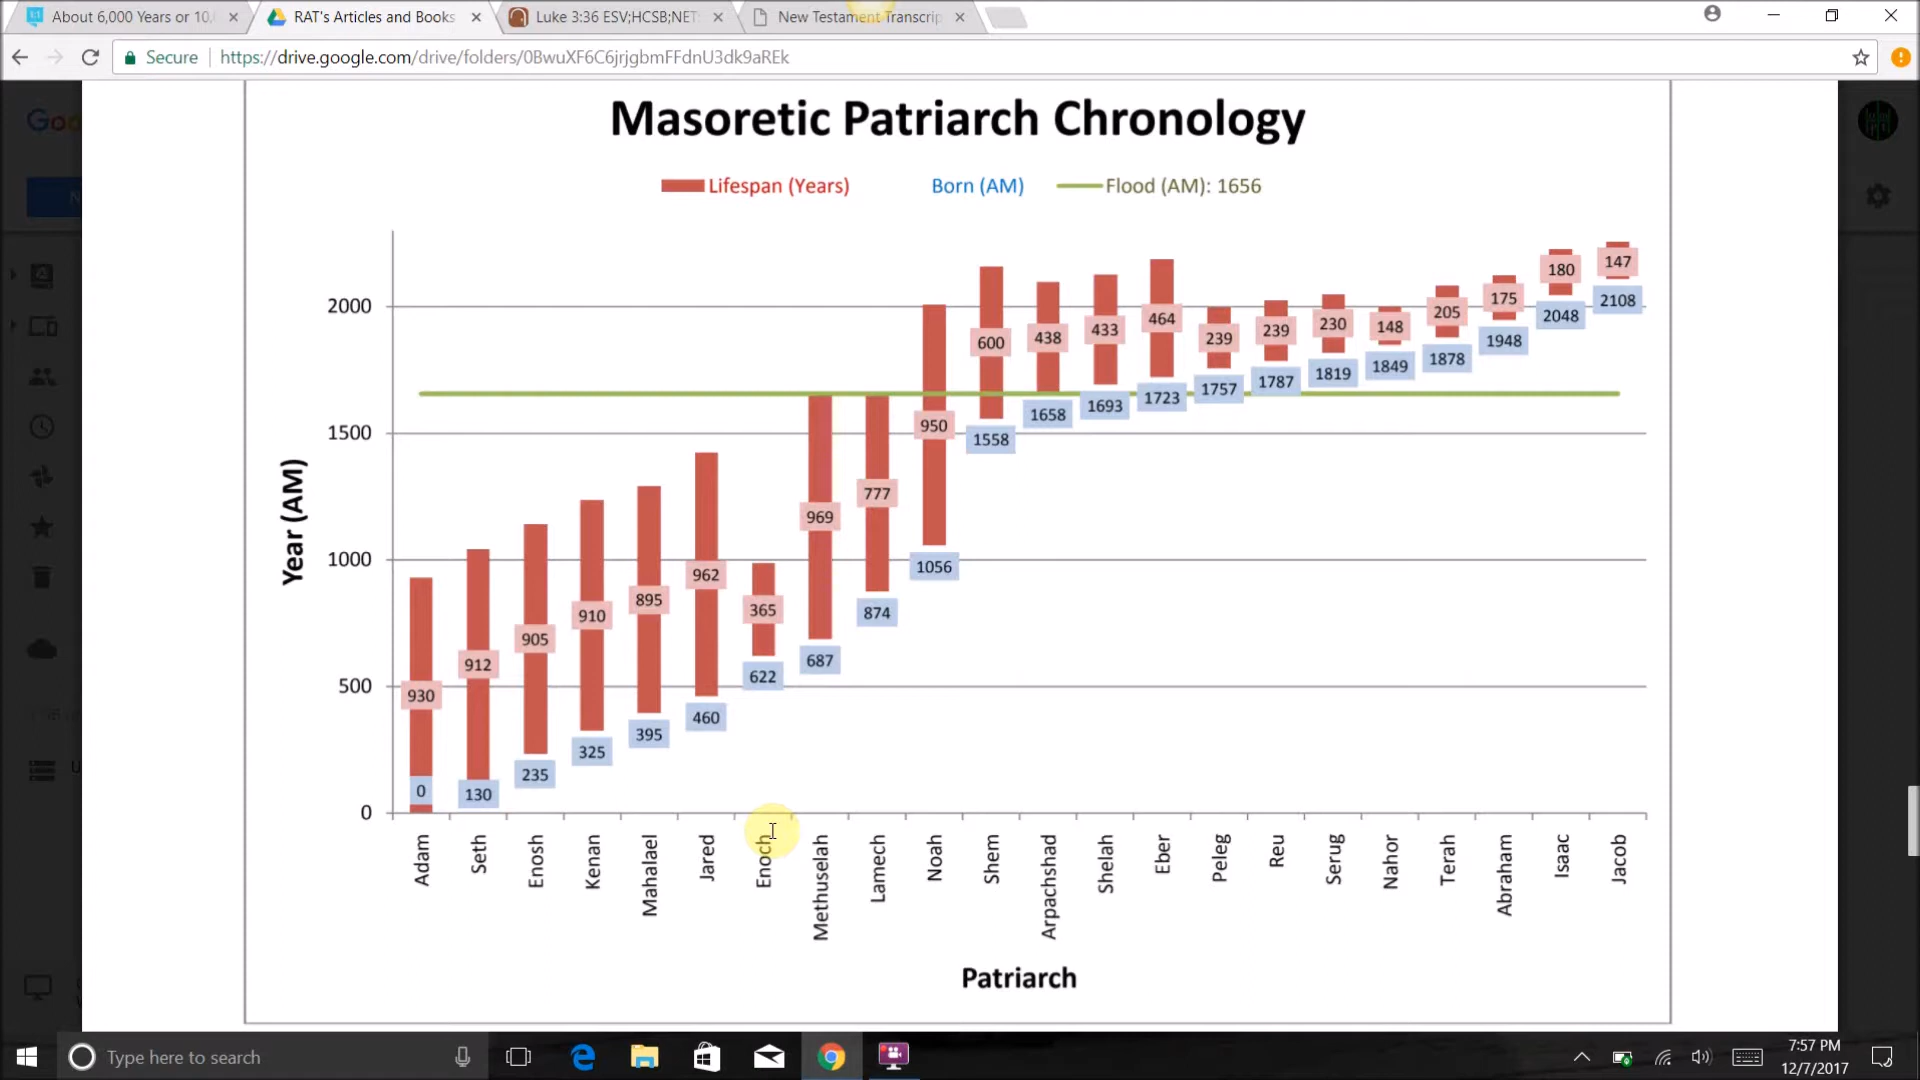 About 6,000 Years or 10,
RAT's Articles and Books
Luke 3:36 ESV;HCSB;NET
New Testament Transcrip
Secure
https://drive.google.com/drive/folders/0BwuXF6C6jrjgbmFFdnU3dk9aREk
Masoretic Patriarch Chronology
Lifespan (Years) Born (AM) Flood (AM): 1656
Year (AM)
2000
1500
1000
500
0
930
912
905
910
895
962
365
969
777
950
600
438
433
464
239
239
230
148
205
175
180
147
0
130
235
325
395
460
622
687
874
1056
1558
1658
1693
1723
1757
1787
1819
1849
1878
1948
2048
2108
Adam
Seth
Enosh
Kenan
Mahalael
Jared
Enoch
Methuselah
Lamech
Noah
Shem
Arpachshad
Shelah
Eber
Peleg
Reu
Serug
Nahor
Terah
Abraham
Isaac
Jacob
Patriarch
Type here to search
7:57 PM
12/7/2017